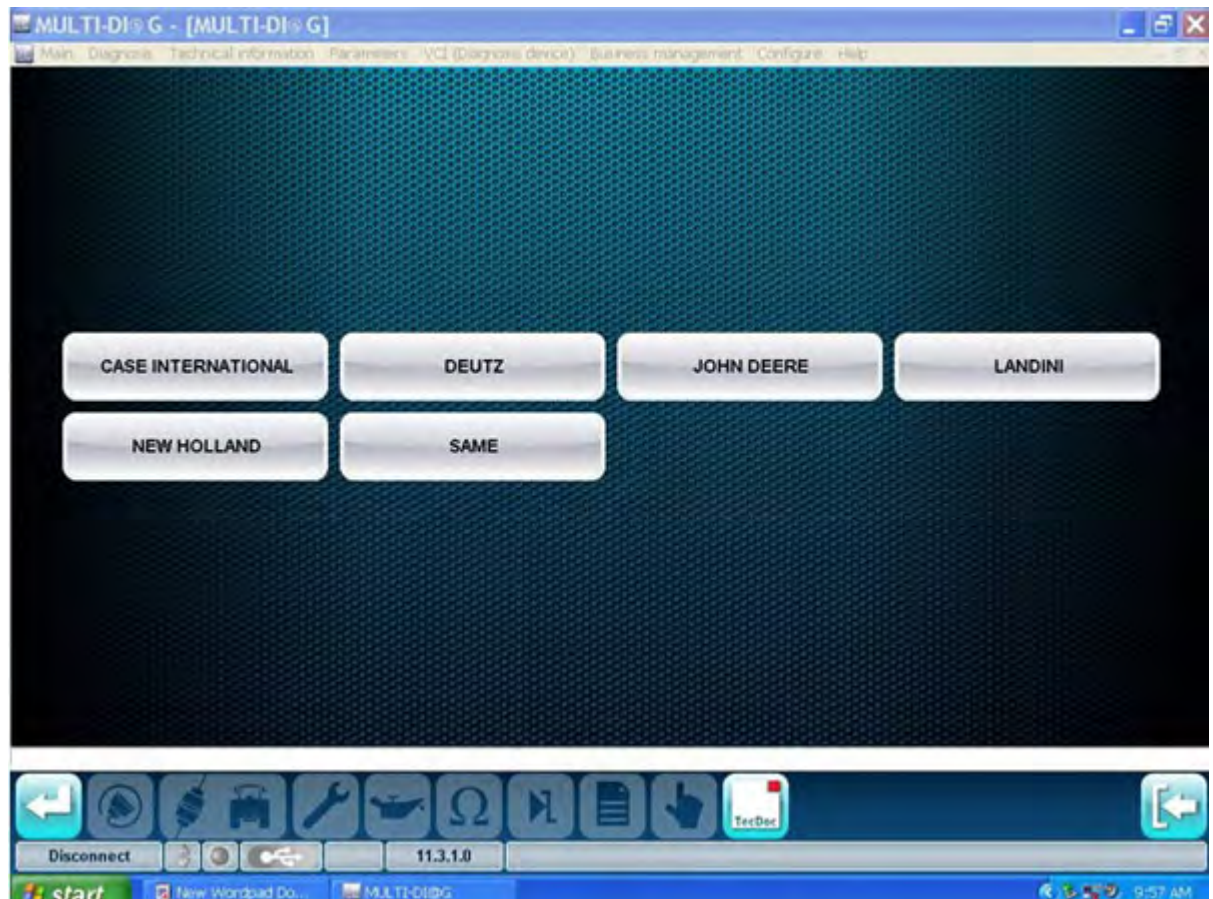 MULTI-DI@G - [MULTI-DI@G]
Main Diagnosis Technical information Parameters VCI (Diagnosis device) Business management Configure Help
CASE INTERNATIONAL DEUTZ JOHN DEERE LANDINI
NEW HOLLAND SAME
TecDoc
Disconnect 11.3.1.0
start New Wordpad Do... MULTI-DI@G 9:57 AM